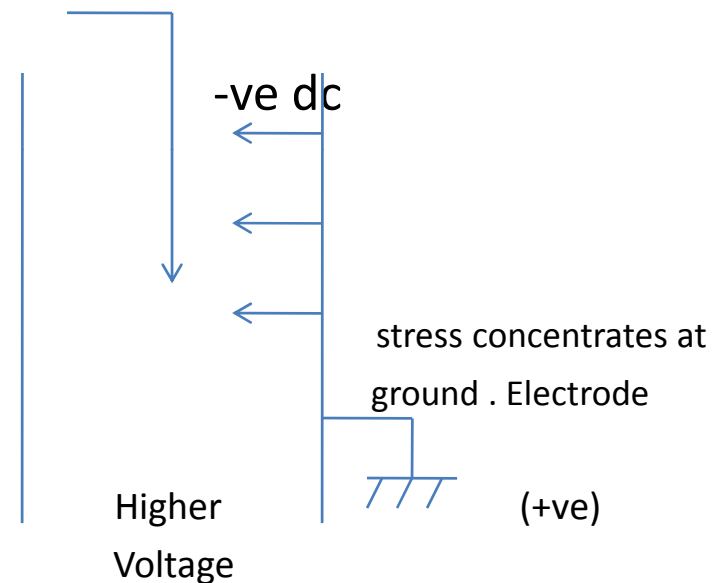 -ve dc
stress concentrates at
ground . Electrode
Higher
Voltage
(+ve)